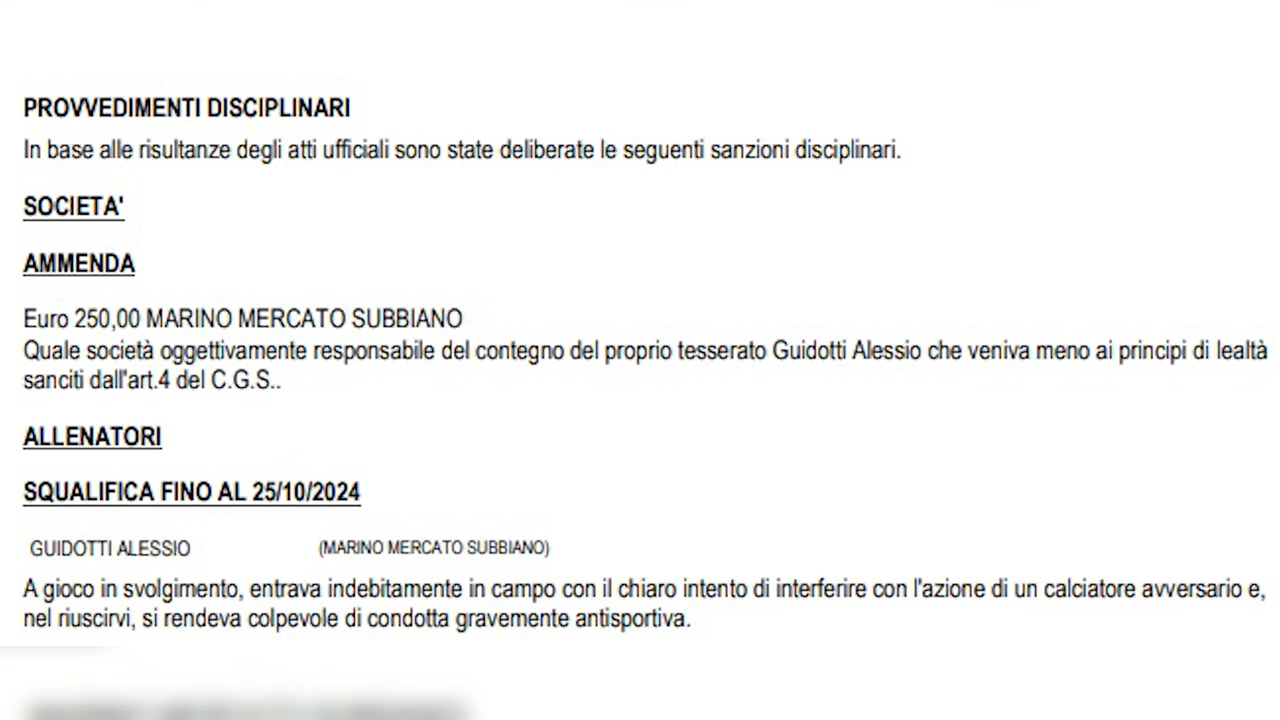 PROVVEDIMENTI DISCIPLINARI
In base alle risultanze degli atti ufficiali sono state deliberate le seguenti sanzioni disciplinari.
SOCIETA'
AMMENDA
Euro 250,00 MARINO MERCATO SUBBIANO
Quale società oggettivamente responsabile del contegno del proprio tesserato Guidotti Alessio che veniva meno ai principi di lealtà
sanciti dall'art.4 del C.G.S..
ALLENATORI
SQUALIFICA FINO AL 25/10/2024
GUIDOTTI ALESSIO (MARINO MERCATO SUBBIANO)
A gioco in svolgimento, entrava indebitamente in campo con il chiaro intento di interferire con l'azione di un calciatore avversario e,
nel riuscirvi, si rendeva colpevole di condotta gravemente antisportiva.